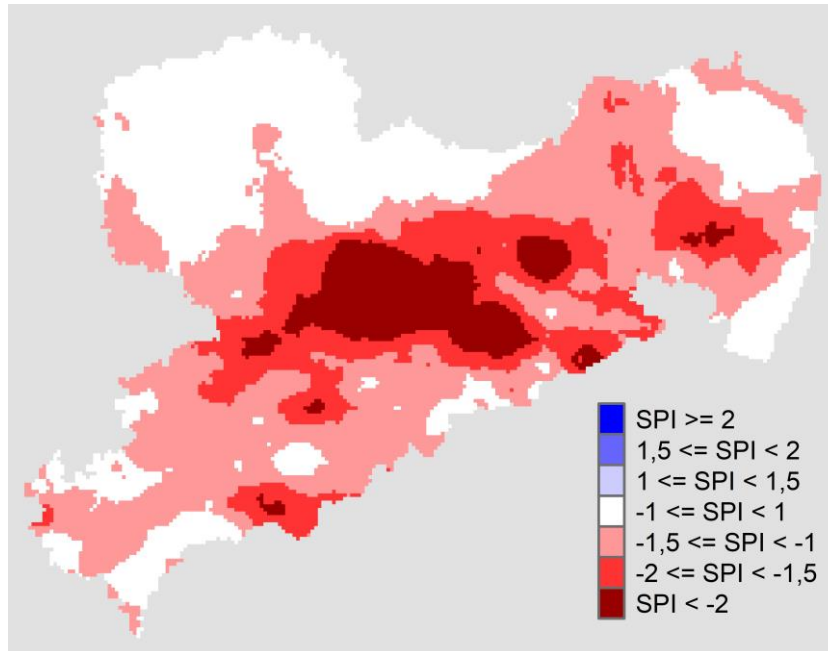 SPI >= 2
1,5 <= SPI < 2
1 <= SPI < 1,5
-1 <= SPI < 1
-1,5 <= SPI < -1
-2 <= SPI < -1,5
SPI < -2